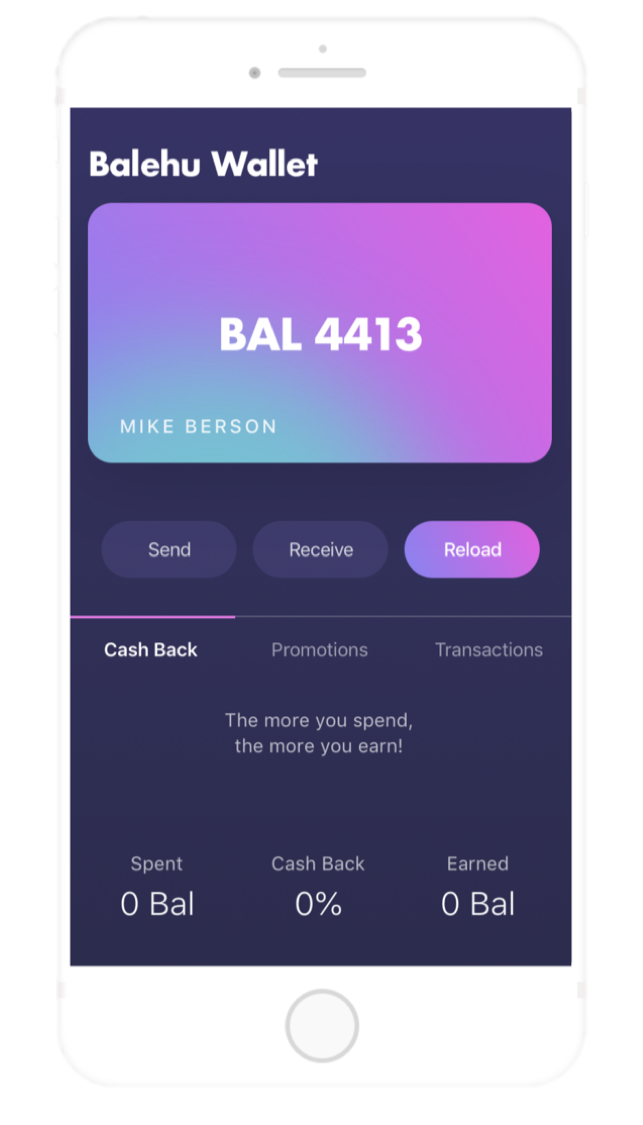 Balehu Wallet
BAL 4413
MIKE BERSON
Send Receive Reload
Cash Back Promotions Transactions
The more you spend,
the more you earn!
Spent Cash Back Earned
0 Bal 0% 0 Bal